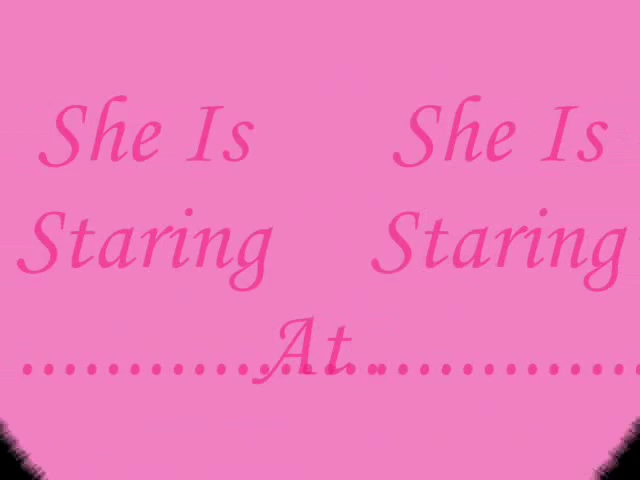 She Is She Is
Staring Staring
At
.............................